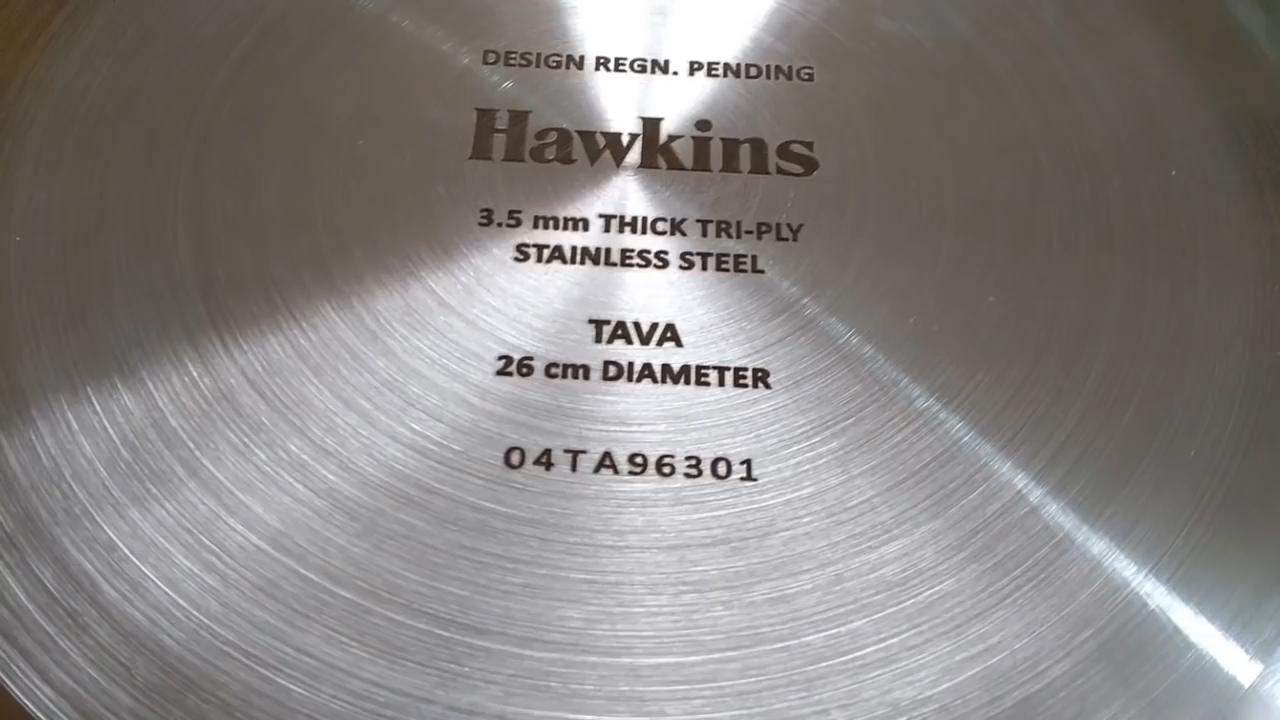 DESIGN REGN. PENDING
Hawkins
3.5 mm THICK TRI-PLY
STAINLESS STEEL
TAVA
26 cm DIAMETER
04TA96301